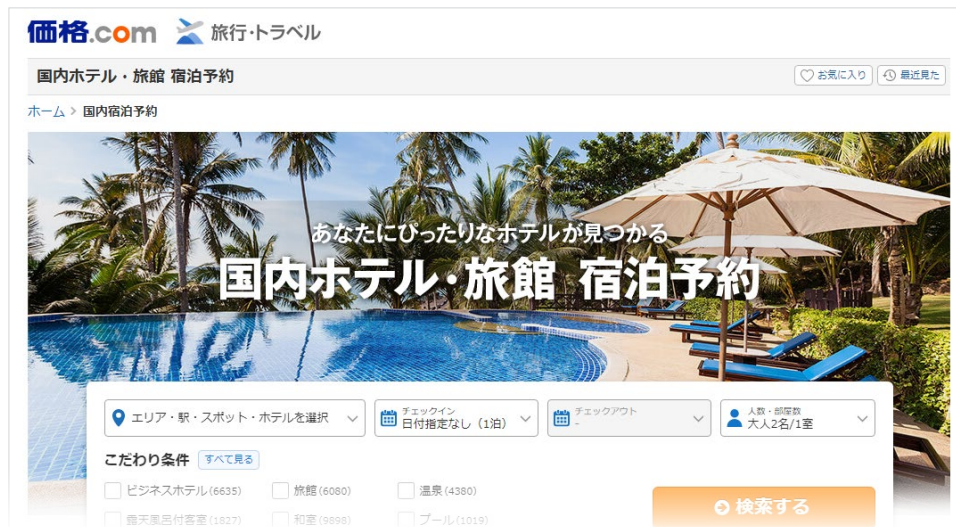 価格.com 旅行・トラベル
国内ホテル・旅館 宿泊予約
お気に入り 最近見た
ホーム > 国内宿泊予約
あなたにぴったりなホテルが見つかる
国内ホテル・旅館 宿泊予約
エリア・駅・スポット・ホテルを選択
チェックイン
日付指定なし（1泊）
チェックアウト
-
人数・部屋数
大人2名/1室
こだわり条件 すべて見る
ビジネスホテル(6635) 旅館(6080) 温泉(4380)
露天風呂付客室(1827) 和室(9898) プール(1019)
検索する